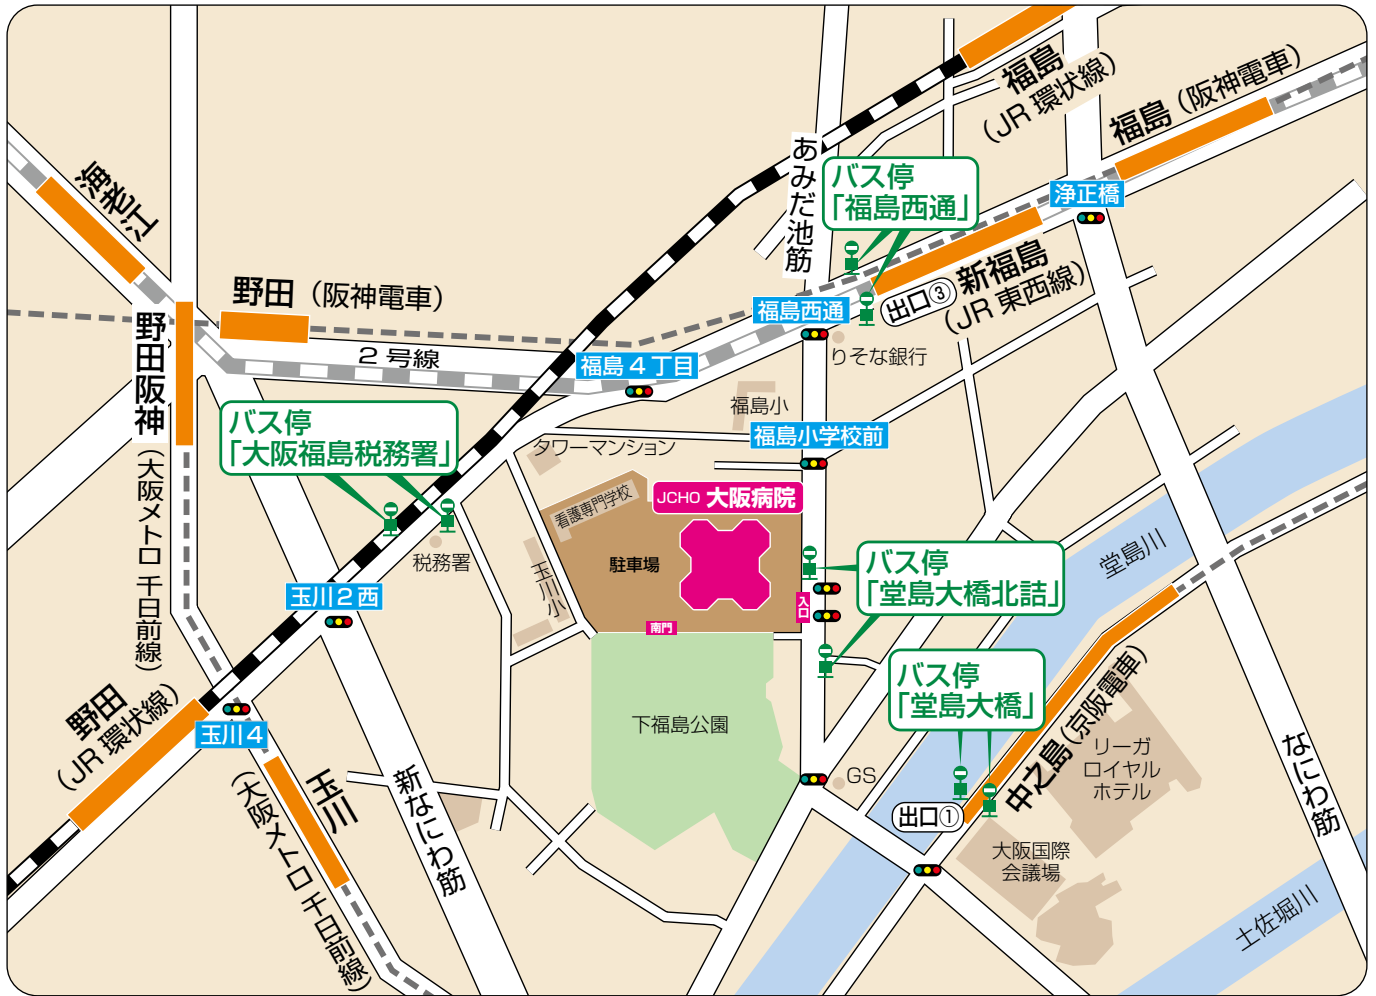 福島
(JR 環状線)
福島 (阪神電車)
あみだ池筋
バス停
「福島西通」
浄正橋
海老江
野田 (阪神電車)
新福島
(JR 東西線)
出口③
福島西通
野田阪神
(大阪メトロ 千日前線)
2号線
福島4丁目
りそな銀行
福島小
バス停
「大阪福島税務署」
タワーマンション
福島小学校前
看護専門学校
JCHO 大阪病院
駐車場
税務署
玉川小
バス停
「堂島大橋北詰」
堂島川
玉川2西
入口
南門
バス停
「堂島大橋」
野田
(JR 環状線)
玉川4
下福島公園
中之島(京阪電車)
リーガ
ロイヤル
ホテル
なにわ筋
玉川
(大阪メトロ 千日前線)
新なにわ筋
GS
出口①
大阪国際
会議場
土佐堀川